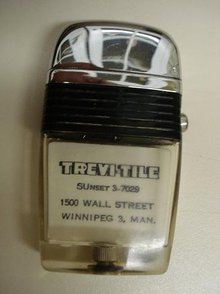 TREVI-TILE
SUNSET 3-7029
1500 WALL STREET
WINNIPEG 3, MAN.